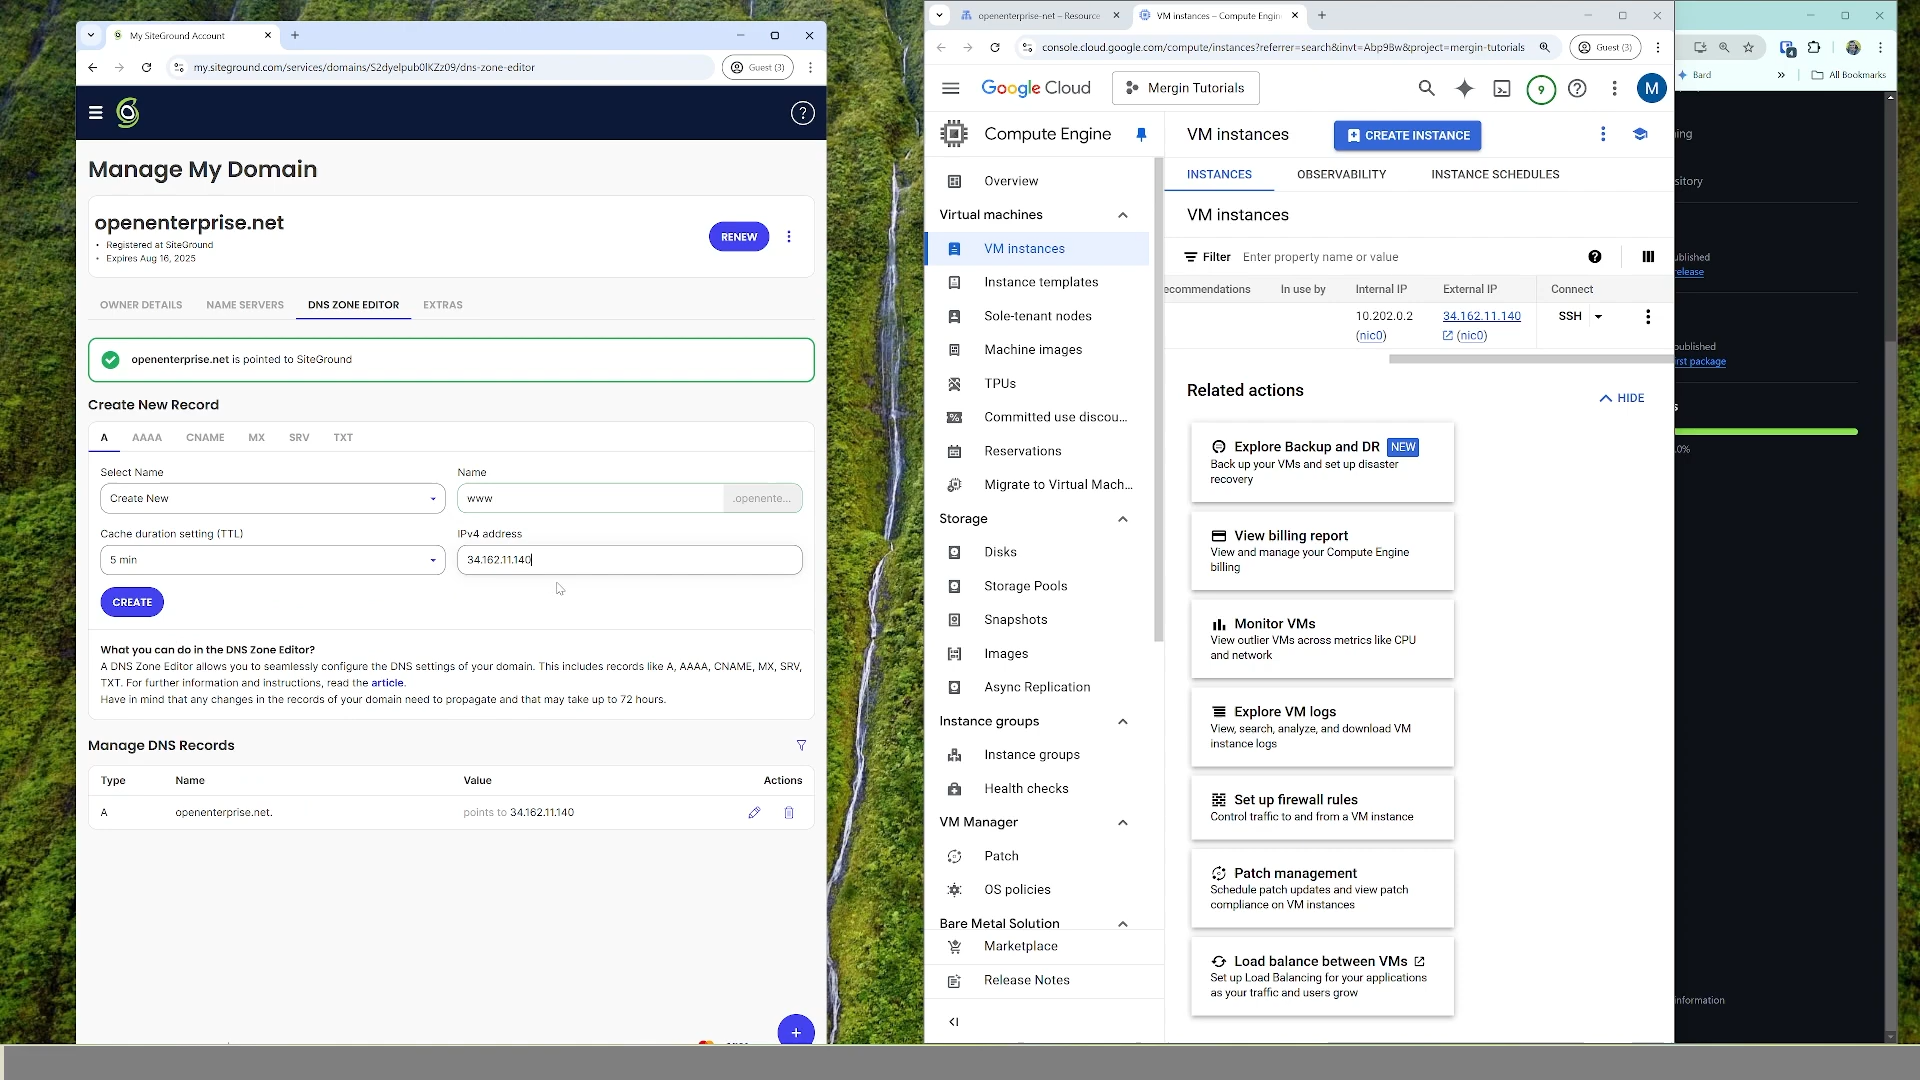 My SiteGround Account
my.siteground.com/services/domains/S2dyelpub0lKZz09/dns-zone-editor
Guest (3)
?
Manage My Domain
openenterprise.net
• Registered at SiteGround
• Expires Aug 16, 2025
RENEW
OWNER DETAILS
NAME SERVERS
DNS ZONE EDITOR
EXTRAS
openenterprise.net is pointed to SiteGround
Create New Record
A
AAAA
CNAME
MX
SRV
TXT
Select Name
Name
Create New
www
.opente...
Cache duration setting (TTL)
IPv4 address
5 min
34.162.11.140
CREATE
What you can do in the DNS Zone Editor?
A DNS Zone Editor allows you to seamlessly configure the DNS settings of your domain. This includes records like A, AAAA, CNAME, MX, SRV,
TXT. For further information and instructions, read the article.
Have in mind that any changes in the records of your domain need to propagate and that may take up to 72 hours.
Manage DNS Records
Type
Name
Value
Actions
A
openenterprise.net.
points to 34.162.11.140
+
openenterprise-net – Resource
VM instances – Compute Engin
console.cloud.google.com/compute/instances?referrer=search&invt=Abp9Bw&project=mergin-tutorials
Guest (3)
Google Cloud
Mergin Tutorials
9
?
M
Compute Engine
Overview
Virtual machines
VM instances
Instance templates
Sole-tenant nodes
Machine images
TPUs
Committed use discou...
Reservations
Migrate to Virtual Mach...
Storage
Disks
Storage Pools
Snapshots
Images
Async Replication
Instance groups
Instance groups
Health checks
VM Manager
Patch
OS policies
Bare Metal Solution
Marketplace
Release Notes
VM instances
CREATE INSTANCE
INSTANCES
OBSERVABILITY
INSTANCE SCHEDULES
VM instances
Filter
Enter property name or value
ecommendations
In use by
Internal IP
External IP
Connect
10.202.0.2
34.162.11.140
SSH
(nic0)
(nic0)
Related actions
HIDE
Explore Backup and DR NEW
Back up your VMs and set up disaster
recovery
View billing report
View and manage your Compute Engine
billing
Monitor VMs
View outlier VMs across metrics like CPU
and network
Explore VM logs
View, search, analyze, and download VM
instance logs
Set up firewall rules
Control traffic to and from a VM instance
Patch management
Schedule patch updates and view patch
compliance on VM instances
Load balance between VMs
Set up Load Balancing for your applications
as your traffic and users grow
4
Bard
»
All Bookmarks
ing
sitory
ublished
release
published
rst package
s
.0%
nformation